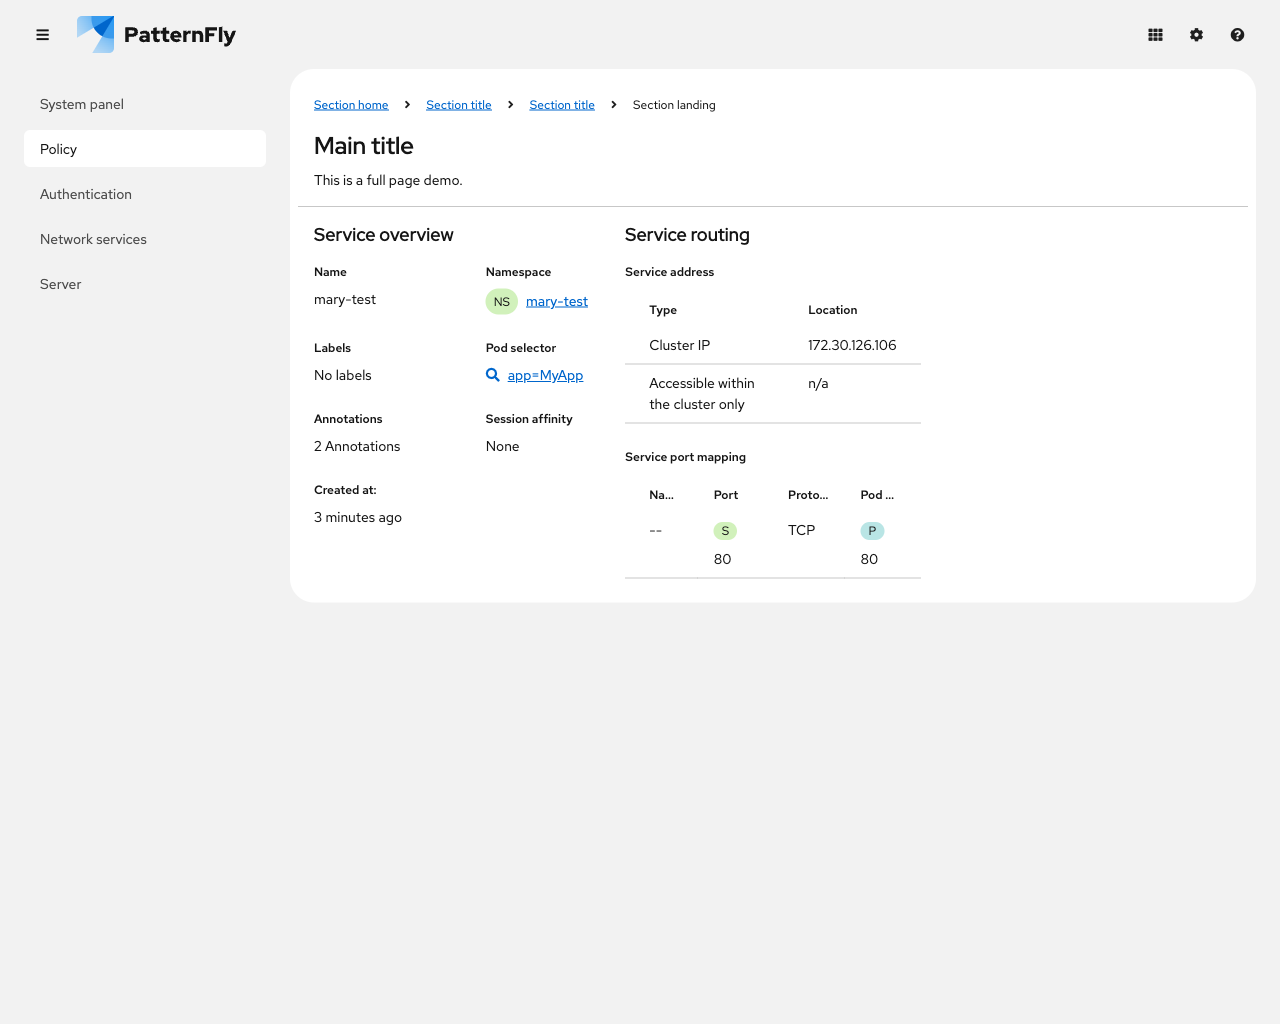 PatternFly
System panel
Policy
Authentication
Network services
Server
Section home
Section title
Section title
Section landing
Main title
This is a full page demo.
Service overview
Name
mary-test
Namespace
NS mary-test
Labels
No labels
Pod selector
app=MyApp
Annotations
2 Annotations
Session affinity
None
Created at:
3 minutes ago
Service routing
Service address
Type Location
Cluster IP 172.30.126.106
Accessible within n/a
the cluster only
Service port mapping
Na... Port Proto... Pod ...
-- S TCP P
80 80